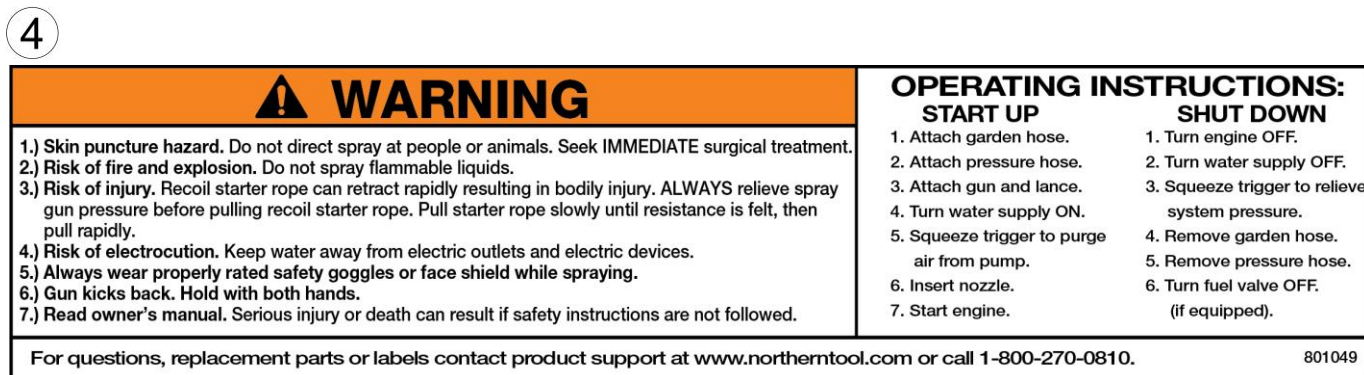 4
WARNING
1.) Skin puncture hazard. Do not direct spray at people or animals. Seek IMMEDIATE surgical treatment.
2.) Risk of fire and explosion. Do not spray flammable liquids.
3.) Risk of injury. Recoil starter rope can retract rapidly resulting in bodily injury. ALWAYS relieve spray
gun pressure before pulling recoil starter rope. Pull starter rope slowly until resistance is felt, then
pull rapidly.
4.) Risk of electrocution. Keep water away from electric outlets and electric devices.
5.) Always wear properly rated safety goggles or face shield while spraying.
6.) Gun kicks back. Hold with both hands.
7.) Read owner's manual. Serious injury or death can result if safety instructions are not followed.
OPERATING INSTRUCTIONS:
START UP
1. Attach garden hose.
2. Attach pressure hose.
3. Attach gun and lance.
4. Turn water supply ON.
5. Squeeze trigger to purge
air from pump.
6. Insert nozzle.
7. Start engine.
SHUT DOWN
1. Turn engine OFF.
2. Turn water supply OFF.
3. Squeeze trigger to relieve
system pressure.
4. Remove garden hose.
5. Remove pressure hose.
6. Turn fuel valve OFF.
(if equipped).
For questions, replacement parts or labels contact product support at www.northerntool.com or call 1-800-270-0810.
801049